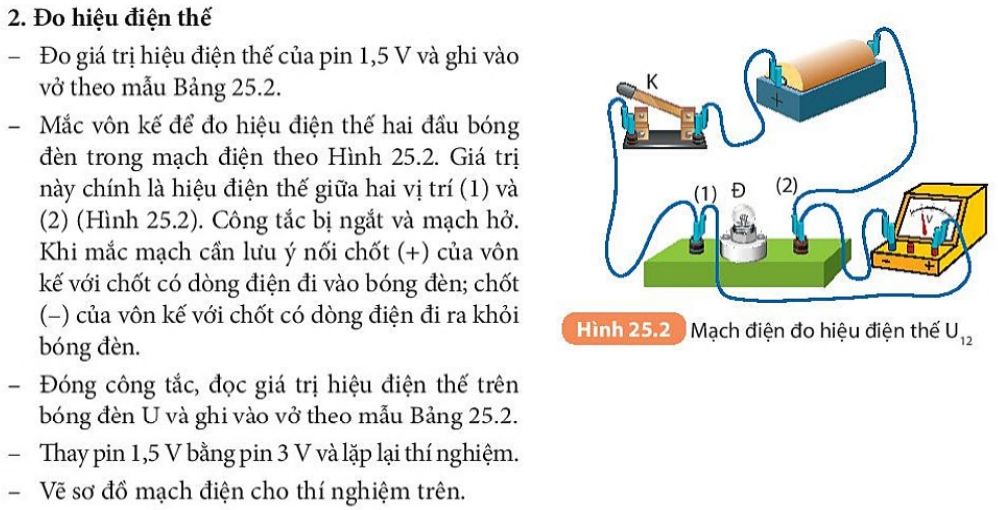 2. Đo hiệu điện thế
– Đo giá trị hiệu điện thế của pin 1,5 V và ghi vào
vở theo mẫu Bảng 25.2.
– Mắc vôn kế để đo hiệu điện thế hai đầu bóng
đèn trong mạch điện theo Hình 25.2. Giá trị
này chính là hiệu điện thế giữa hai vị trí (1) và
(2) (Hình 25.2). Công tắc bị ngắt và mạch hở.
Khi mắc mạch cần lưu ý nối chốt (+) của vôn
kế với chốt có dòng điện đi vào bóng đèn; chốt
(–) của vôn kế với chốt có dòng điện đi ra khỏi
bóng đèn.
– Đóng công tắc, đọc giá trị hiệu điện thế trên
bóng đèn U và ghi vào vở theo mẫu Bảng 25.2.
– Thay pin 1,5 V bằng pin 3 V và lặp lại thí nghiệm.
– Vẽ sơ đồ mạch điện cho thí nghiệm trên.
K
+
(1) Đ (2)
V
– +
Hình 25.2 Mạch điện đo hiệu điện thế U₁₂